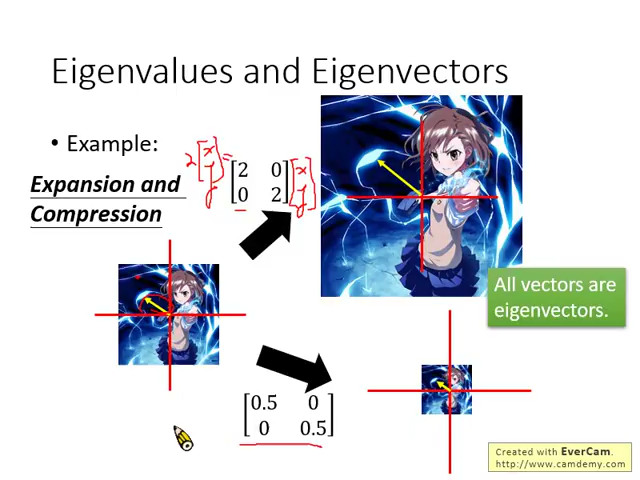 Eigenvalues and Eigenvectors
• Example:
Expansion and
Compression
2 [x y] = [2 0
0 2] [x y]
All vectors are
eigenvectors.
[0.5 0
0 0.5]
Created with EverCam.
http://www.camdemy.com